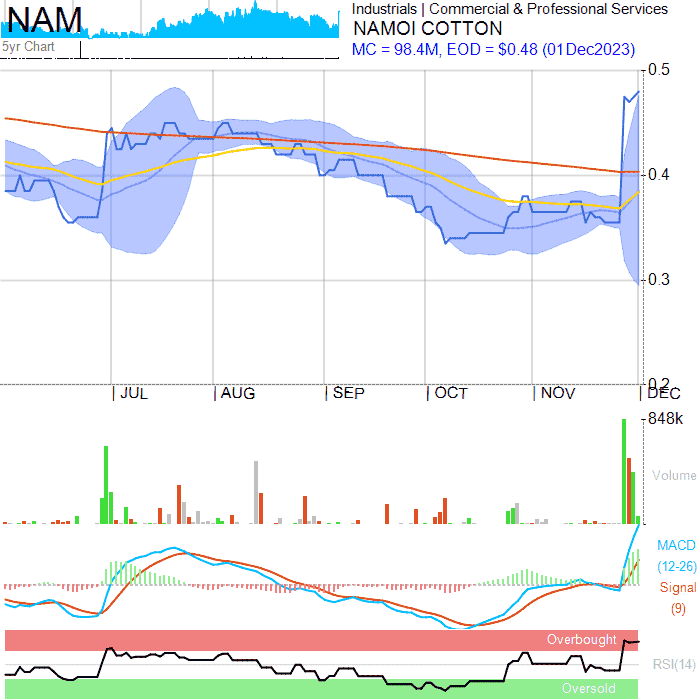 NAM
5yr Chart
Industrials | Commercial & Professional Services
NAMOI COTTON
MC = 98.4M, EOD = $0.48 (01Dec2023)
0.5
0.4
0.3
0.2
JUL AUG SEP OCT NOV DEC
848k
Volume
MACD
(12-26)
Signal
(9)
Overbought
RSI(14)
Oversold